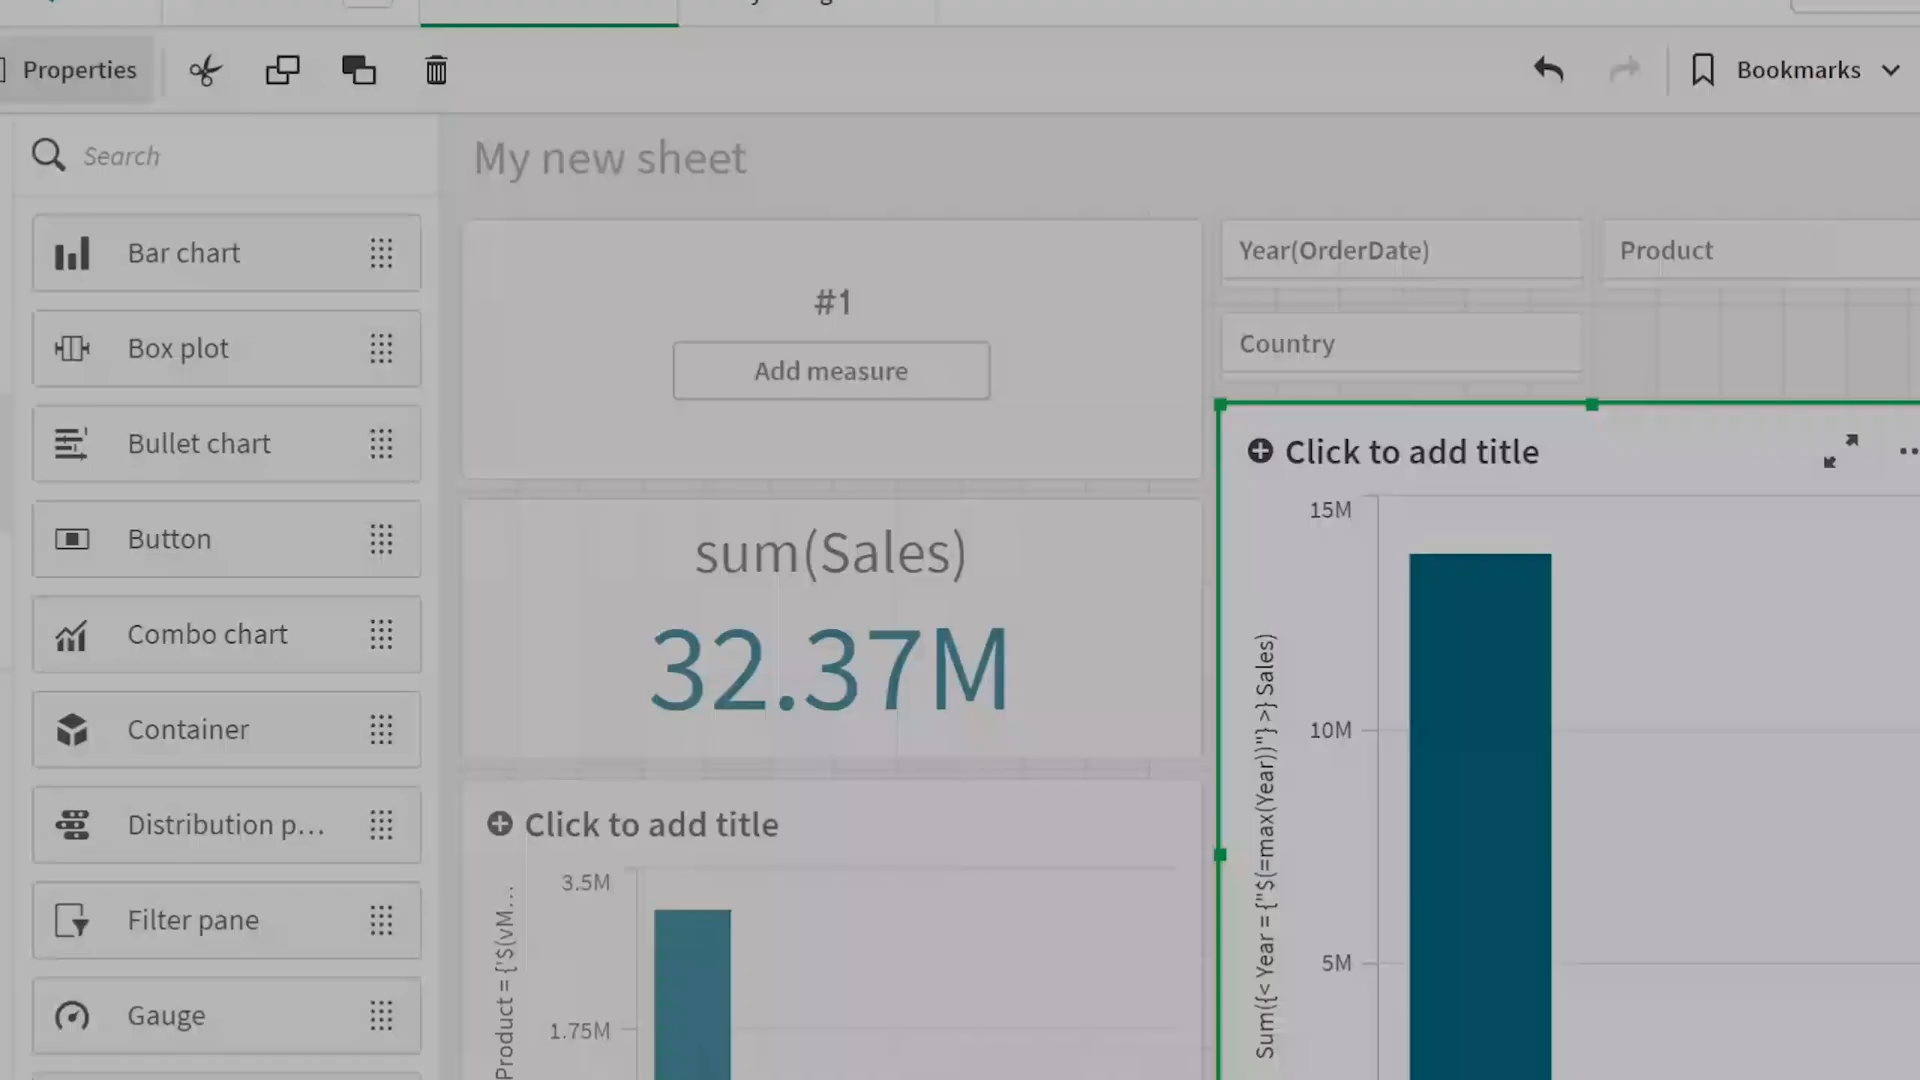 Properties
Bookmarks
Search
My new sheet
Bar chart
Box plot
Bullet chart
Button
Combo chart
Container
Distribution p...
Filter pane
Gauge
#1
Add measure
sum(Sales)
32.37M
Click to add title
3.5M
1.75M
Product = {'$(vM...
Year(OrderDate)
Product
Country
Click to add title
15M
10M
5M
Sum({< Year = {"$(=max(Year))"} >} Sales)